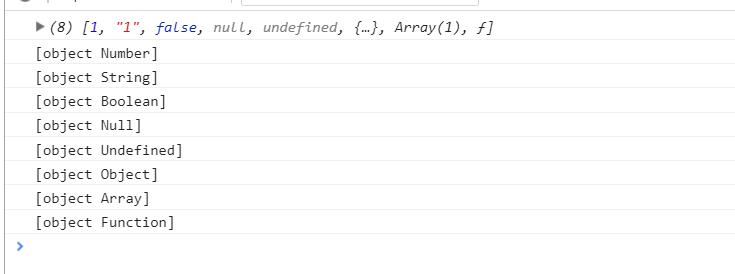 (8) [1, "1", false, null, undefined, {…}, Array(1), ƒ]
[object Number]
[object String]
[object Boolean]
[object Null]
[object Undefined]
[object Object]
[object Array]
[object Function]